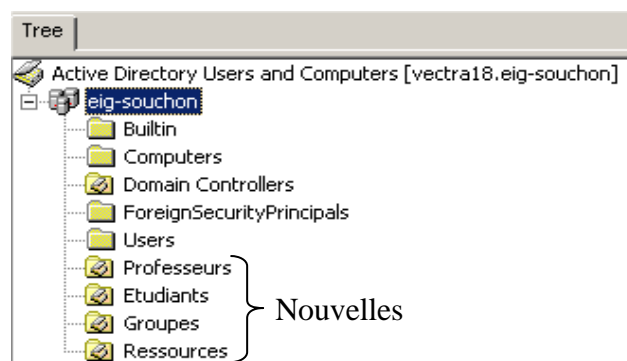 Tree
Active Directory Users and Computers [vectra18.eig-souchon]
eig-souchon
Builtin
Computers
Domain Controllers
ForeignSecurityPrincipals
Users
Professeurs
Etudiants
Groupes
Ressources
Nouvelles